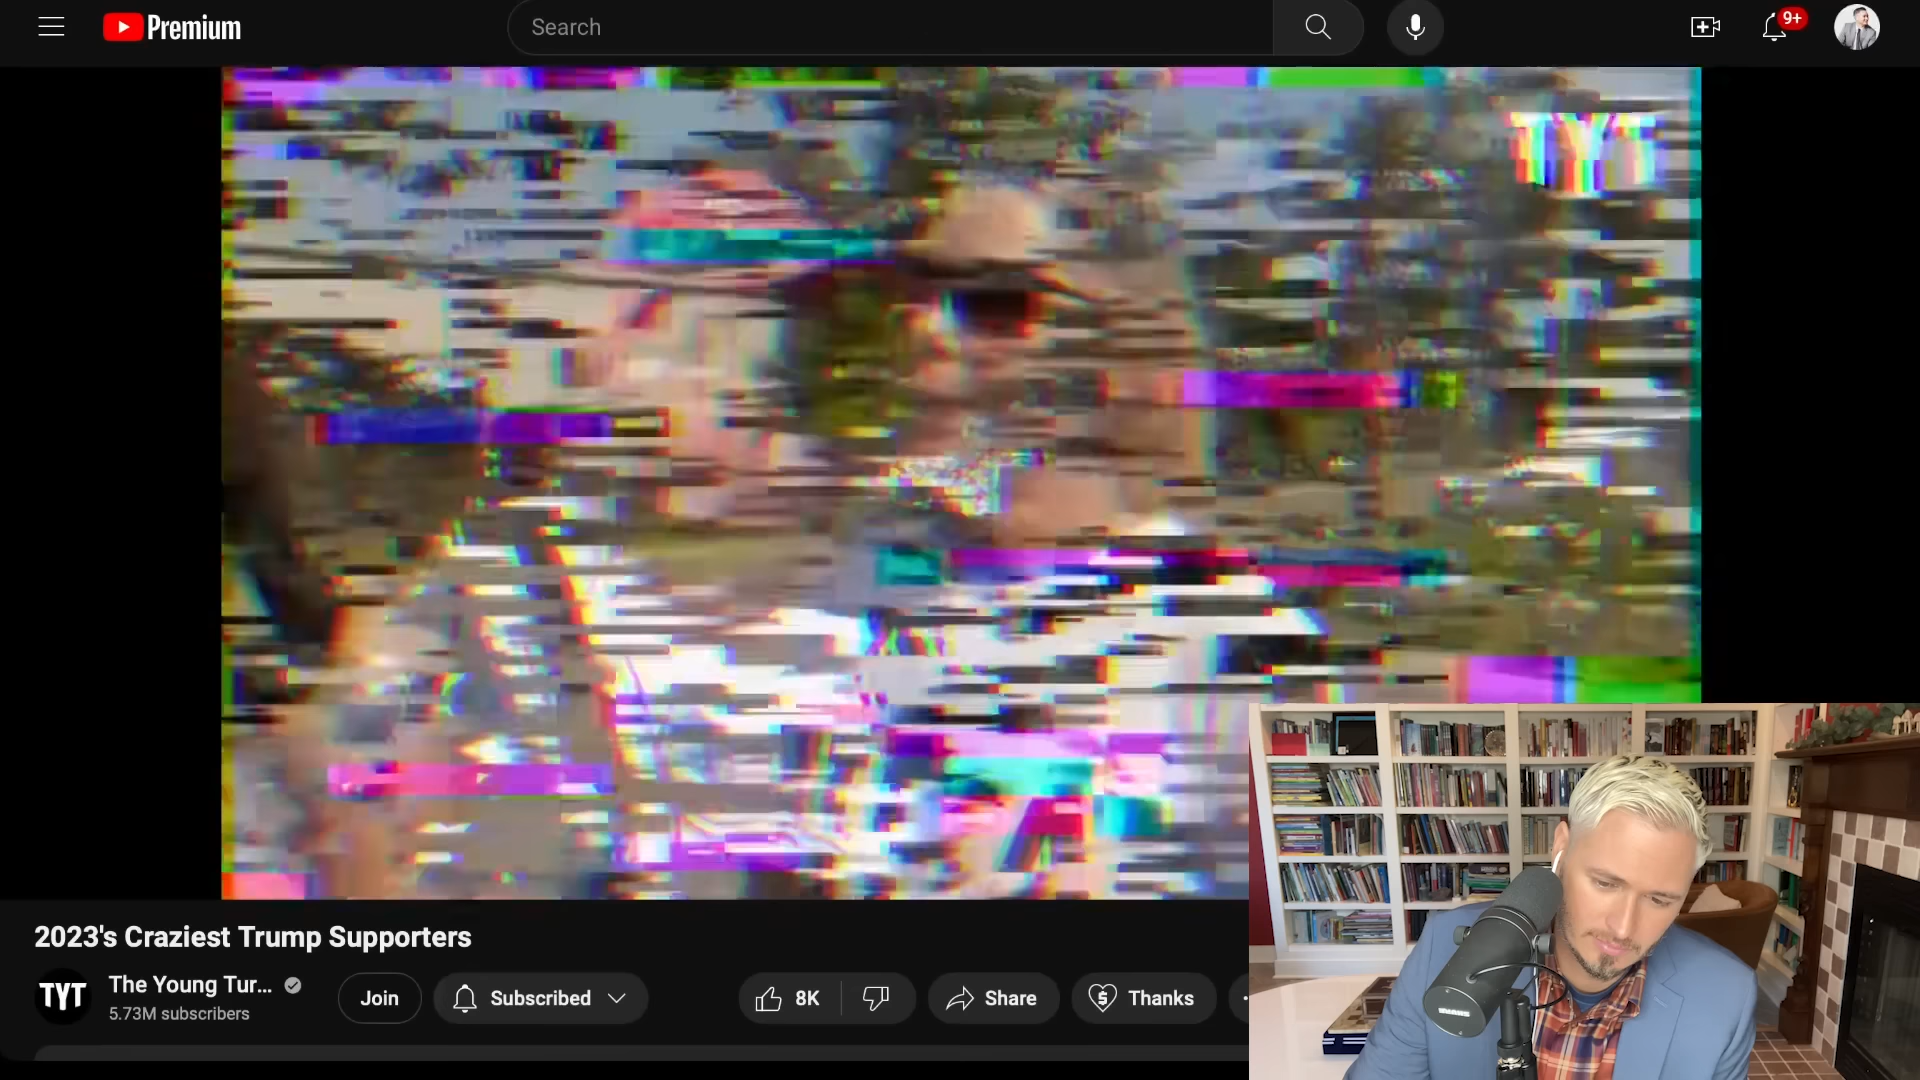 Premium
Search
9+
TYT
2023's Craziest Trump Supporters
TYT
The Young Tur...
5.73M subscribers
Join
Subscribed
8K
Share
Thanks